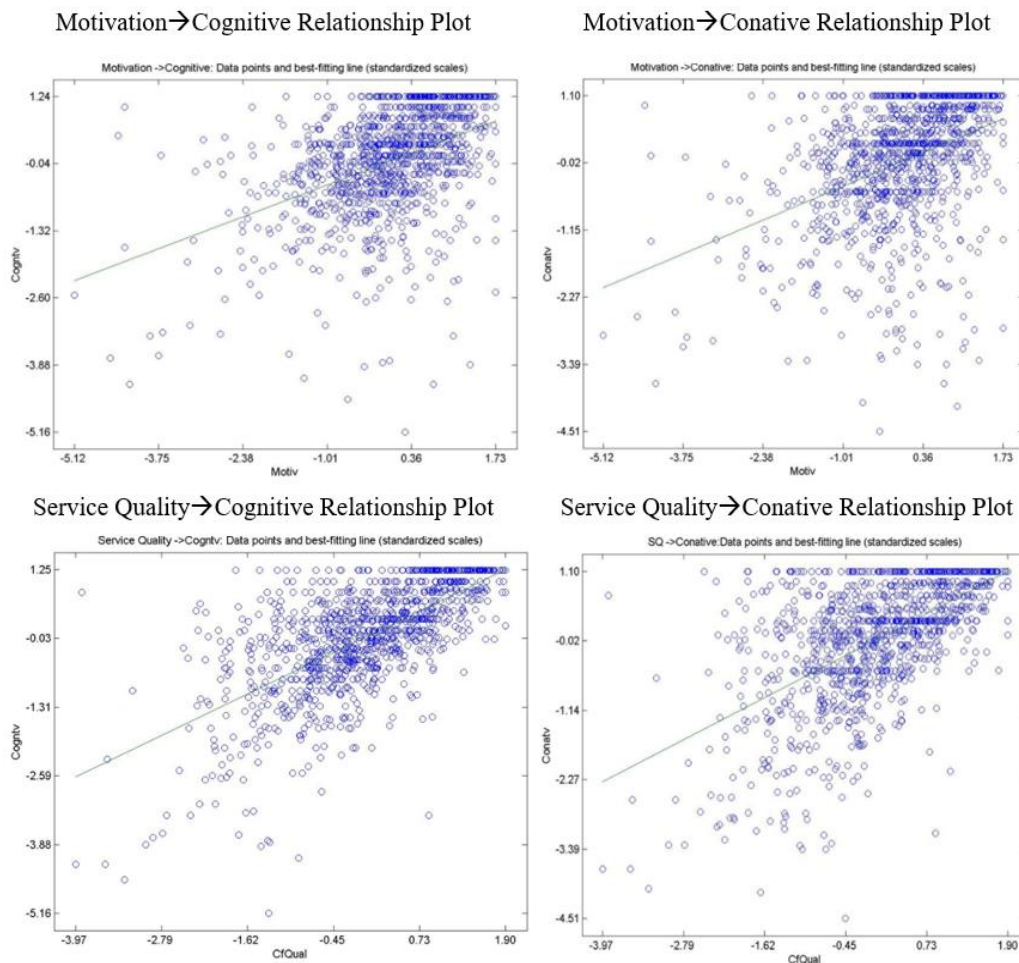 Motivation→Cognitive Relationship Plot
Motivation→Conative Relationship Plot
Motivation ->Cognitive: Data points and best-fitting line (standardized scales)
1.24
-0.04
-1.32
-2.60
-3.88
-5.16
Cogntv
-5.12 -3.75 -2.38 -1.01 0.36 1.73
Motiv
Motivation ->Conative: Data points and best-fitting line (standardized scales)
1.10
-0.02
-1.15
-2.27
-3.39
-4.51
Conatv
-5.12 -3.75 -2.38 -1.01 0.36 1.73
Motiv
Service Quality→Cognitive Relationship Plot
Service Quality→Conative Relationship Plot
Service Quality ->Cogntv: Data points and best-fitting line (standardized scales)
1.25
-0.03
-1.31
-2.59
-3.88
-5.16
Cogntv
-3.97 -2.79 -1.62 -0.45 0.73 1.90
CfQual
SQ ->Conative:Data points and best-fitting line (standardized scales)
1.10
-0.02
-1.14
-2.27
-3.39
-4.51
Conatv
-3.97 -2.79 -1.62 -0.45 0.73 1.90
CfQual